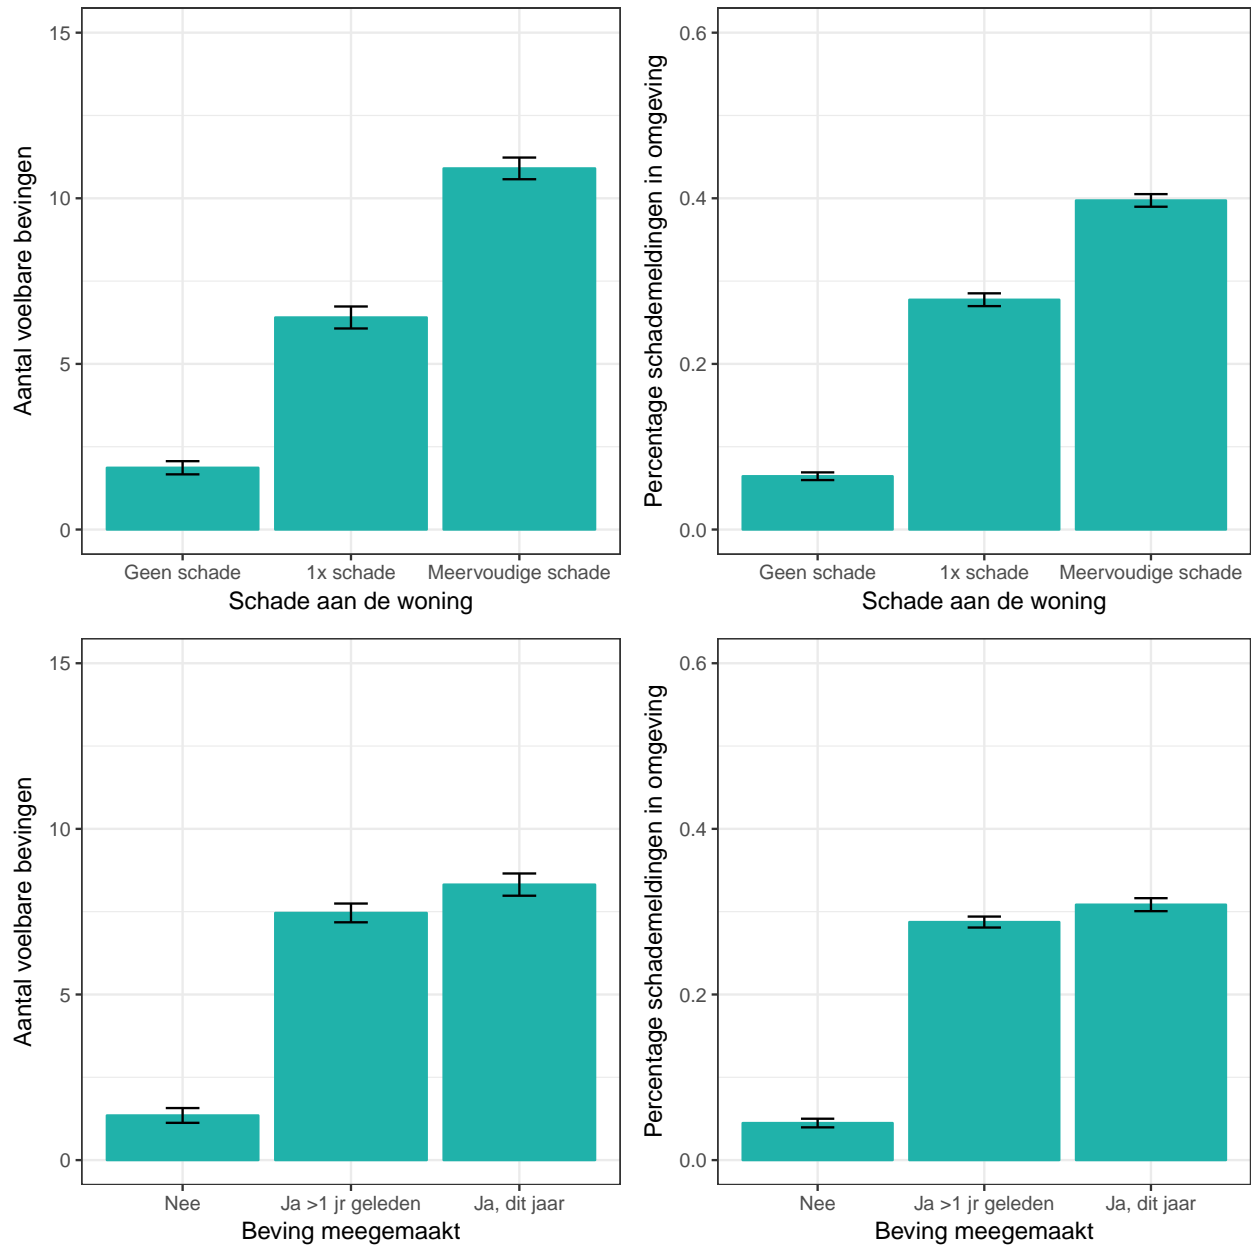 Aantal voelbare bevingen
15
10
5
0
Geen schade
1x schade
Meervoudige schade
Schade aan de woning
Percentage schademeldingen in omgeving
0.6
0.4
0.2
0.0
Geen schade
1x schade
Meervoudige schade
Schade aan de woning
Aantal voelbare bevingen
15
10
5
0
Nee
Ja >1 jr geleden
Ja, dit jaar
Beving meegemaakt
Percentage schademeldingen in omgeving
0.6
0.4
0.2
0.0
Nee
Ja >1 jr geleden
Ja, dit jaar
Beving meegemaakt